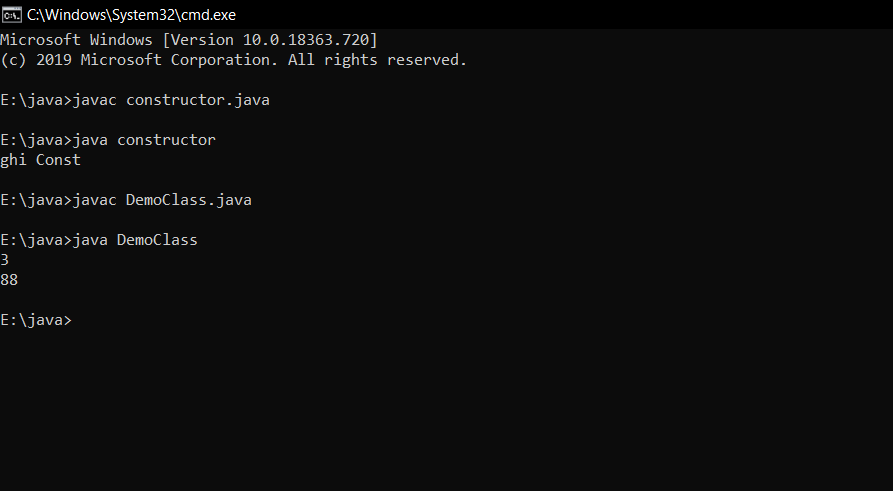 C:\Windows\System32\cmd.exe
Microsoft Windows [Version 10.0.18363.720]
(c) 2019 Microsoft Corporation. All rights reserved.
E:\java>javac constructor.java
E:\java>java constructor
ghi Const
E:\java>javac DemoClass.java
E:\java>java DemoClass
3
88
E:\java>